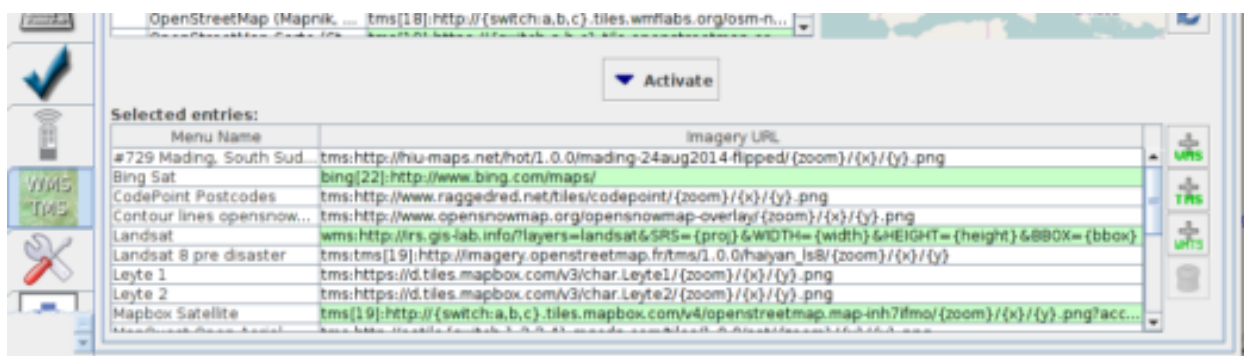 OpenStreetMap (Mapnik, ... tms[18]:http://{switch:a,b,c}.tiles.wmflabs.org/osm-n...
Activate
Selected entries:
Menu Name Imagery URL
#729 Mading, South Sud... tms:http://hiu-maps.net/hot/1.0.0/mading-24aug2014-flipped/{zoom}/{x}/{y}.png
Bing Sat bing[22]:http://www.bing.com/maps/
CodePoint Postcodes tms:http://www.raggedred.net/tiles/codepoint/{zoom}/{x}/{y}.png
Contour lines opensnow... tms:http://www.opensnowmap.org/opensnowmap-overlay/{zoom}/{x}/{y}.png
Landsat wms:http://irs.gis-lab.info/?layers=landsat&SRS={proj}&WIDTH={width}&HEIGHT={height}&BBOX={bbox}
Landsat 8 pre disaster tms:tms[19]:http://imagery.openstreetmap.fr/tms/1.0.0/haiyan_ls8/{zoom}/{x}/{y}
Leyte 1 tms:https://d.tiles.mapbox.com/v3/char.Leyte1/{zoom}/{x}/{y}.png
Leyte 2 tms:https://d.tiles.mapbox.com/v3/char.Leyte2/{zoom}/{x}/{y}.png
Mapbox Satellite tms[19]:http://{switch:a,b,c}.tiles.mapbox.com/v4/openstreetmap.map-inh7ifmo/{zoom}/{x}/{y}.png?acc...
WMS
TMS
WMS
TMS
WMTS